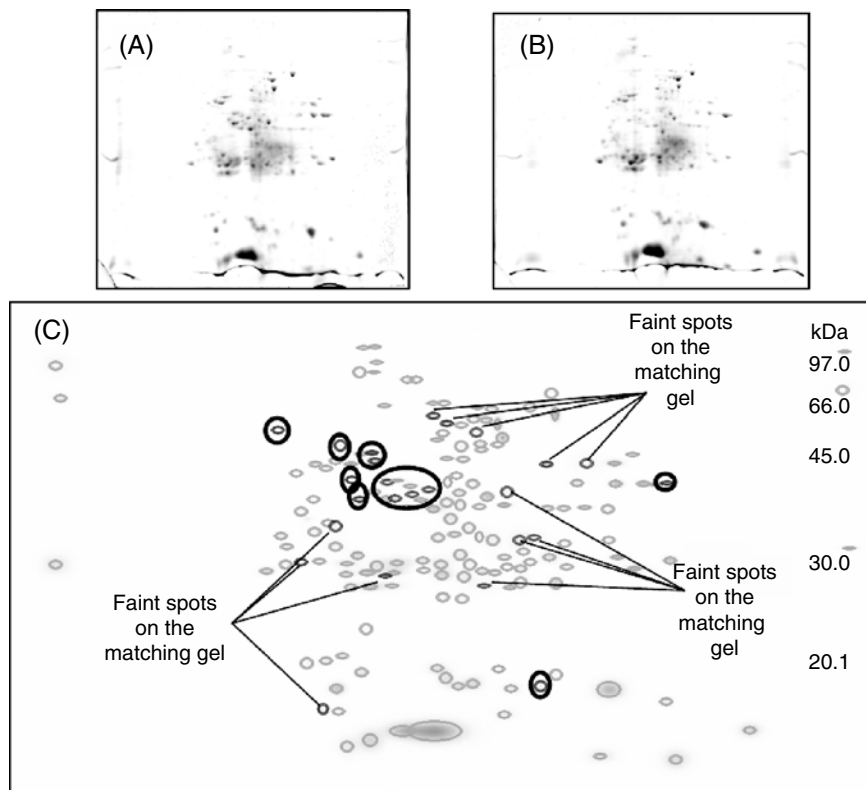 (A)
(B)
(C)
Faint spots
on the
matching
gel
kDa
97.0
66.0
45.0
30.0
20.1
Faint spots
on the
matching gel
Faint spots
on the
matching
gel